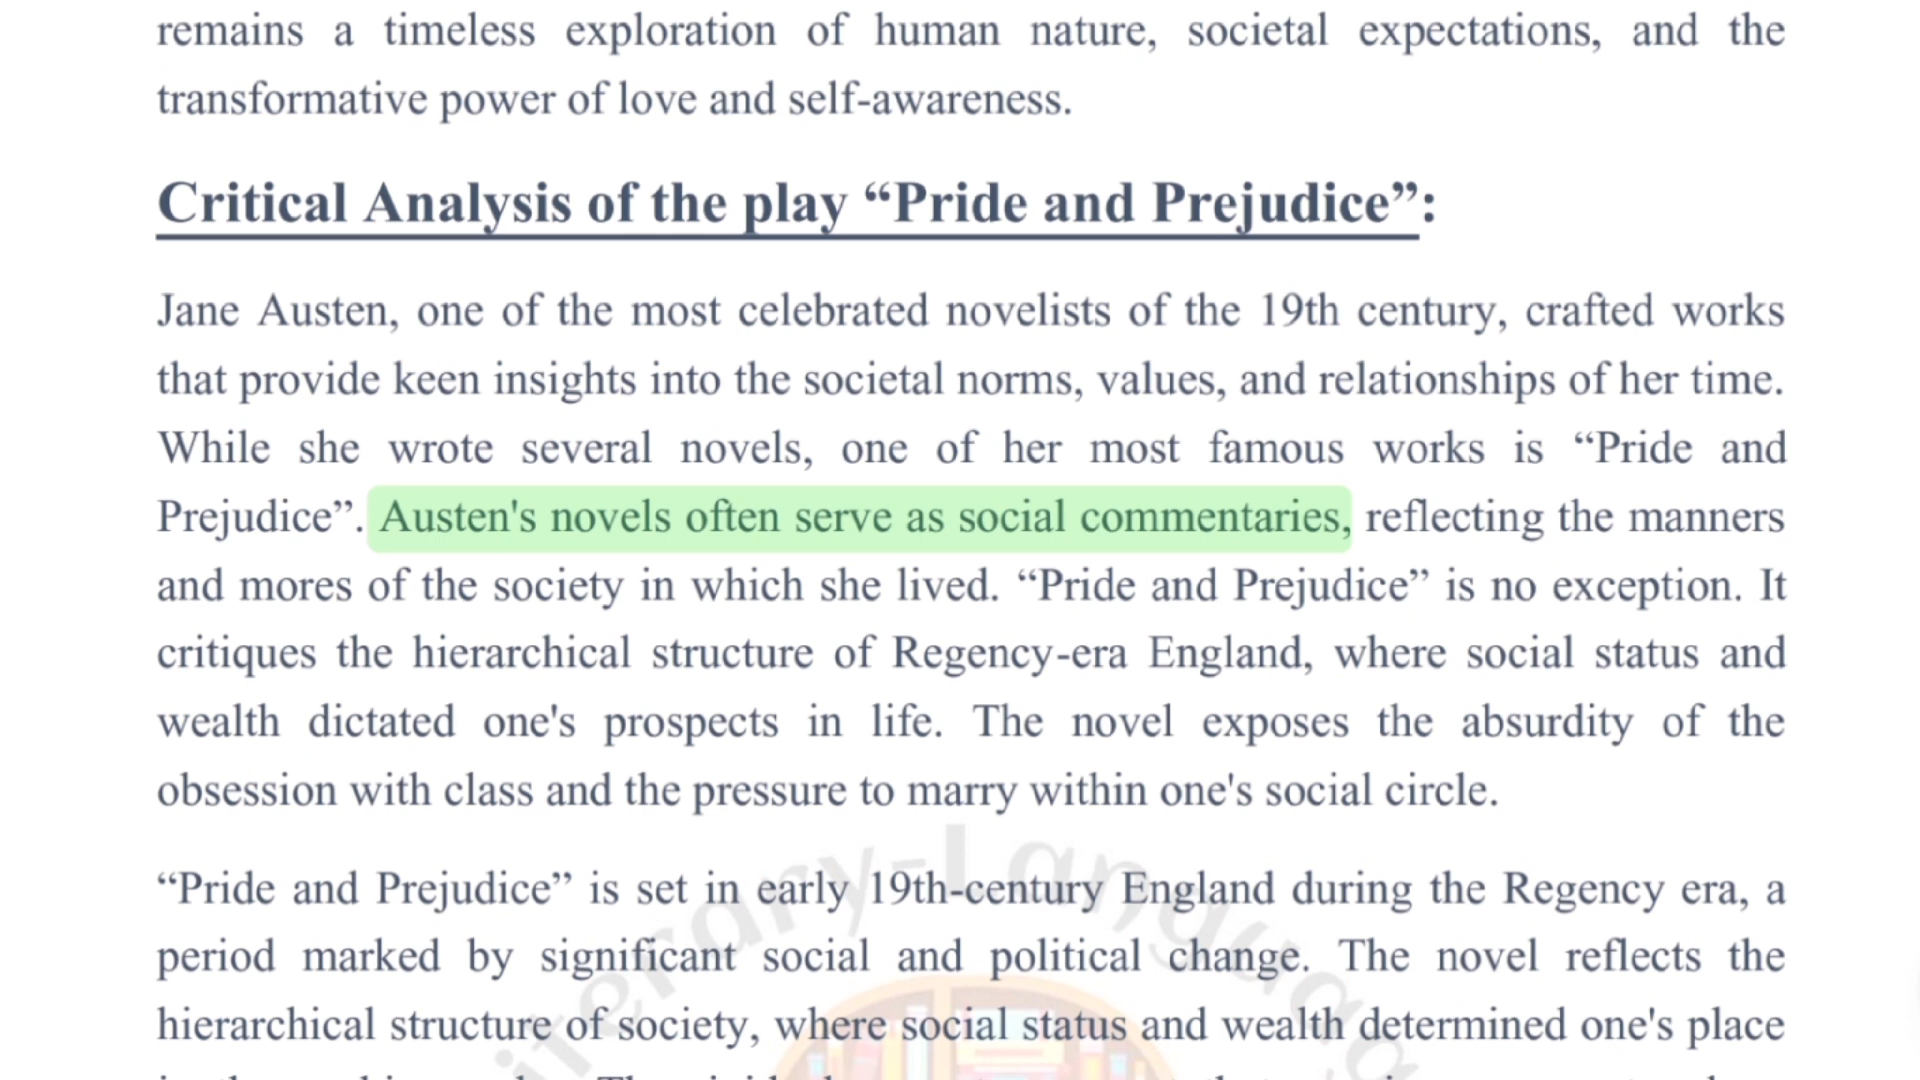 remains a timeless exploration of human nature, societal expectations, and the
transformative power of love and self-awareness.
Critical Analysis of the play “Pride and Prejudice”:
Jane Austen, one of the most celebrated novelists of the 19th century, crafted works
that provide keen insights into the societal norms, values, and relationships of her time.
While she wrote several novels, one of her most famous works is “Pride and
Prejudice”. Austen's novels often serve as social commentaries, reflecting the manners
and mores of the society in which she lived. “Pride and Prejudice” is no exception. It
critiques the hierarchical structure of Regency-era England, where social status and
wealth dictated one's prospects in life. The novel exposes the absurdity of the
obsession with class and the pressure to marry within one's social circle.
“Pride and Prejudice” is set in early 19th-century England during the Regency era, a
period marked by significant social and political change. The novel reflects the
hierarchical structure of society, where social status and wealth determined one's place